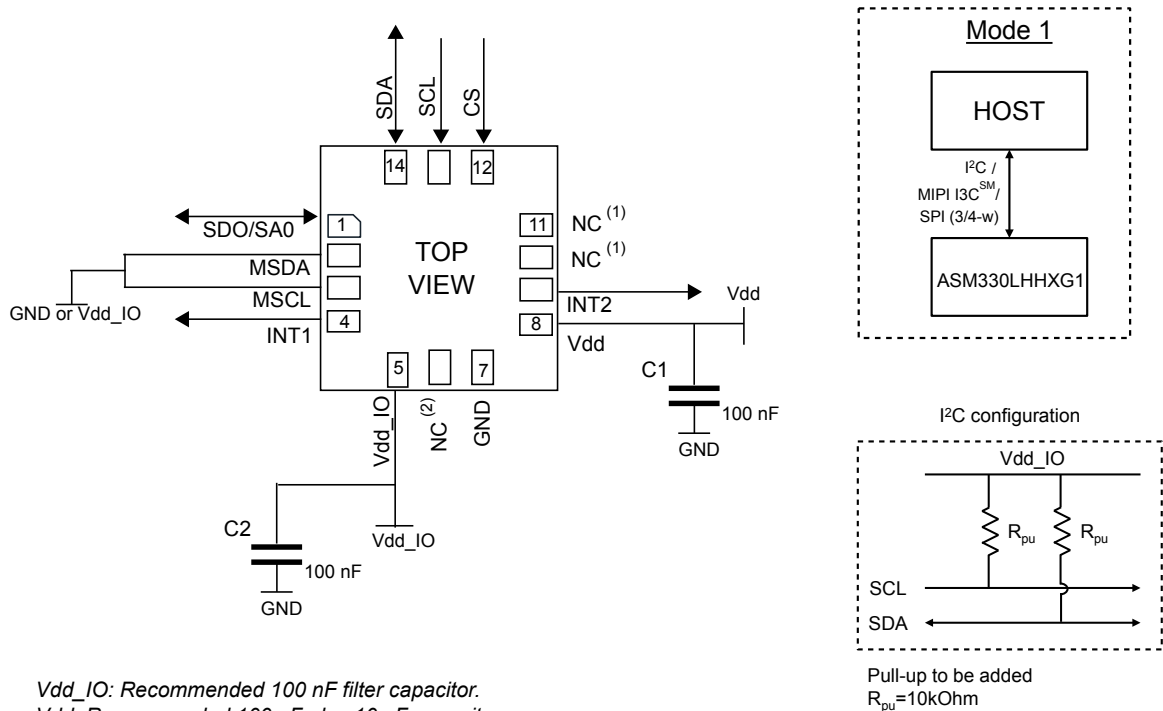 SDA
SCL
CS
14
12
SDO/SA0
1
11
NC (1)
TOP
VIEW
NC (1)
MSDA
MSCL
GND or Vdd_IO
INT2
Vdd
INT1
4
8
Vdd
5
7
Vdd_IO
NC (2)
GND
C1
100 nF
GND
C2
100 nF
GND
Vdd_IO
Vdd_IO: Recommended 100 nF filter capacitor.
Mode 1
HOST
I²C /
MIPI I3C SM/
SPI (3/4-w)
ASM330LHHXG1
I²C configuration
Vdd_IO
Rpu
Rpu
SCL
SDA
Pull-up to be added
Rpu=10kOhm